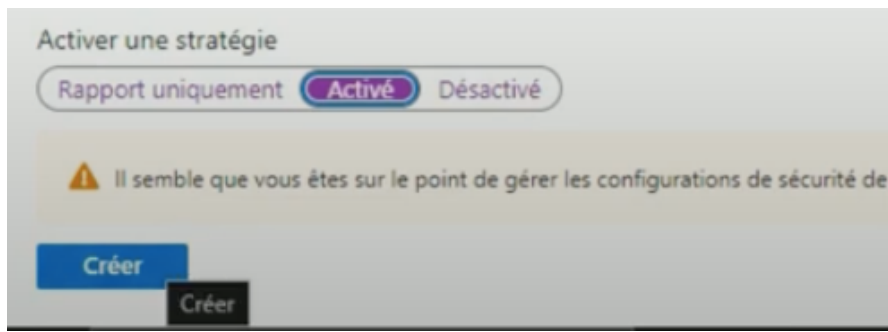 Activer une stratégie
Rapport uniquement Activé Désactivé
Il semble que vous êtes sur le point de gérer les configurations de sécurité de
Créer
Créer